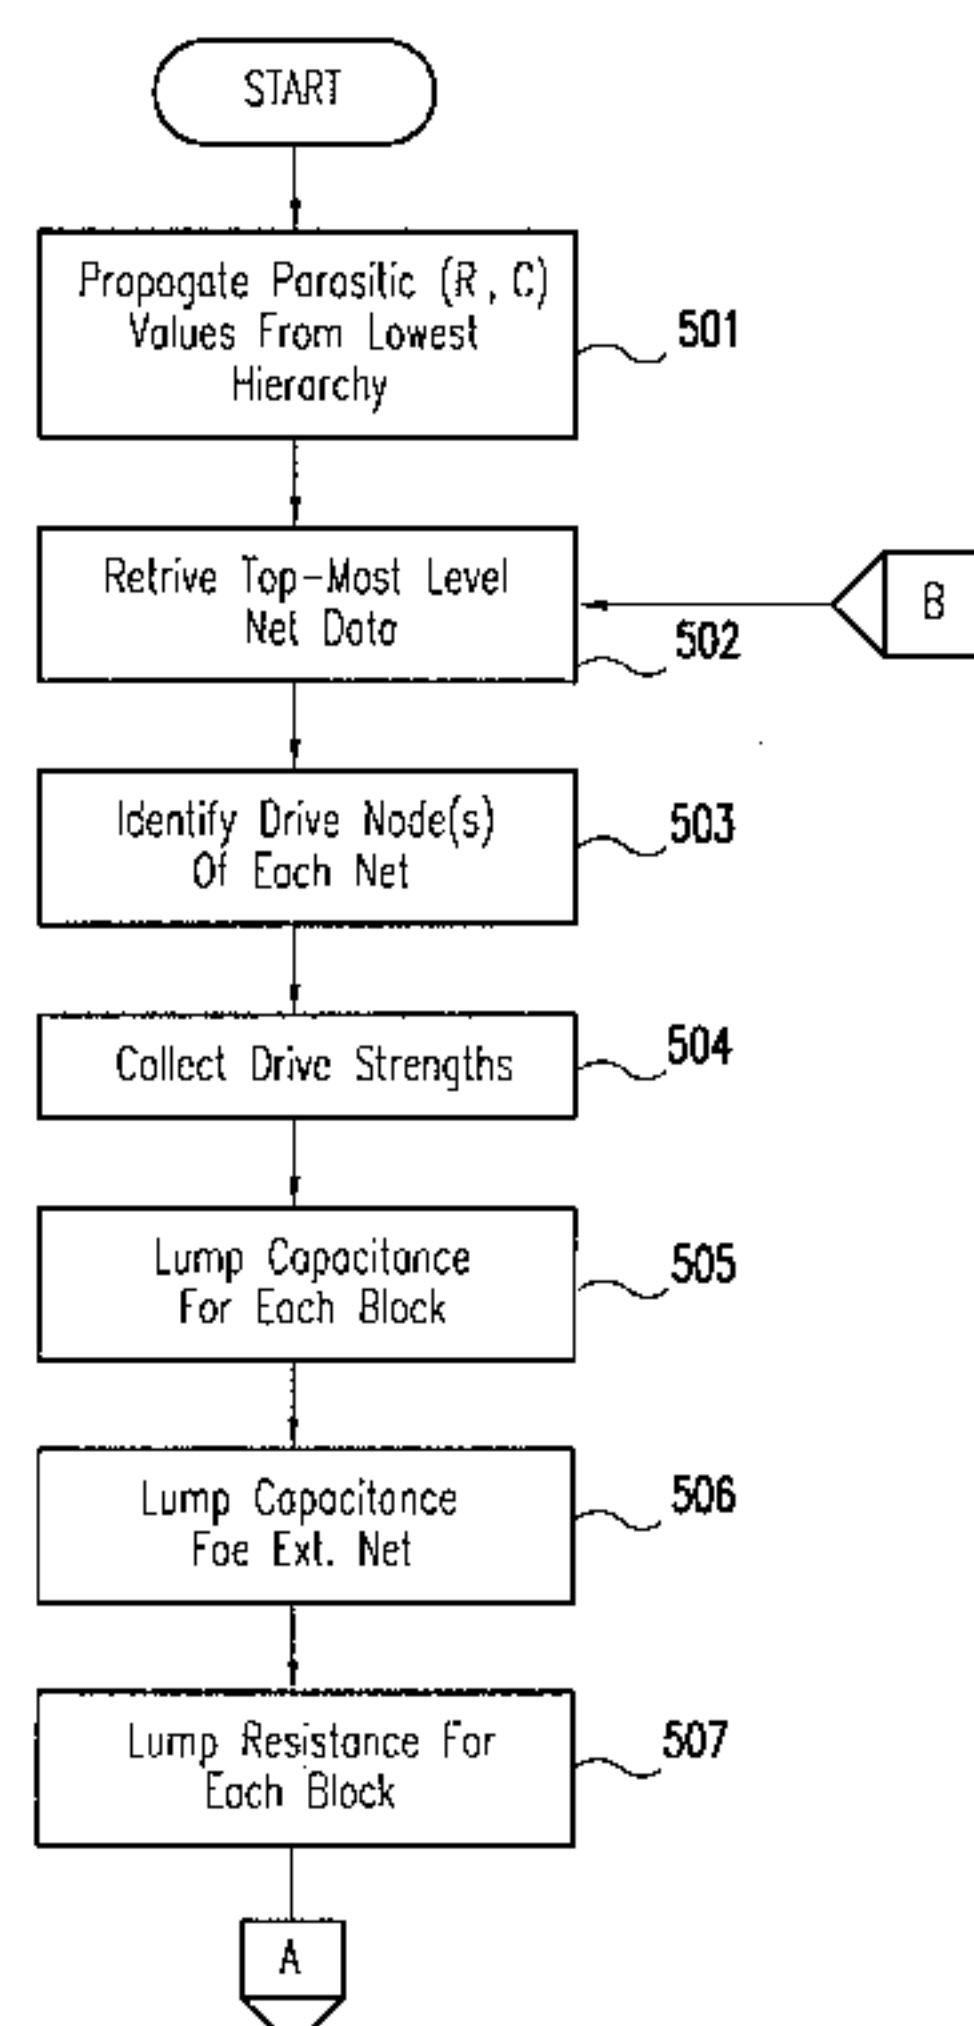 START
Propagate Parasitic (R, C)
Values From Lowest
Hierarchy
501
Retrive Top-Most Level
Net Data
502
B
Identify Drive Node(s)
Of Each Net
503
Collect Drive Strengths
504
Lump Capacitance
For Each Block
505
Lump Capacitance
Foe Ext. Net
506
Lump Resistance For
Each Block
507
A